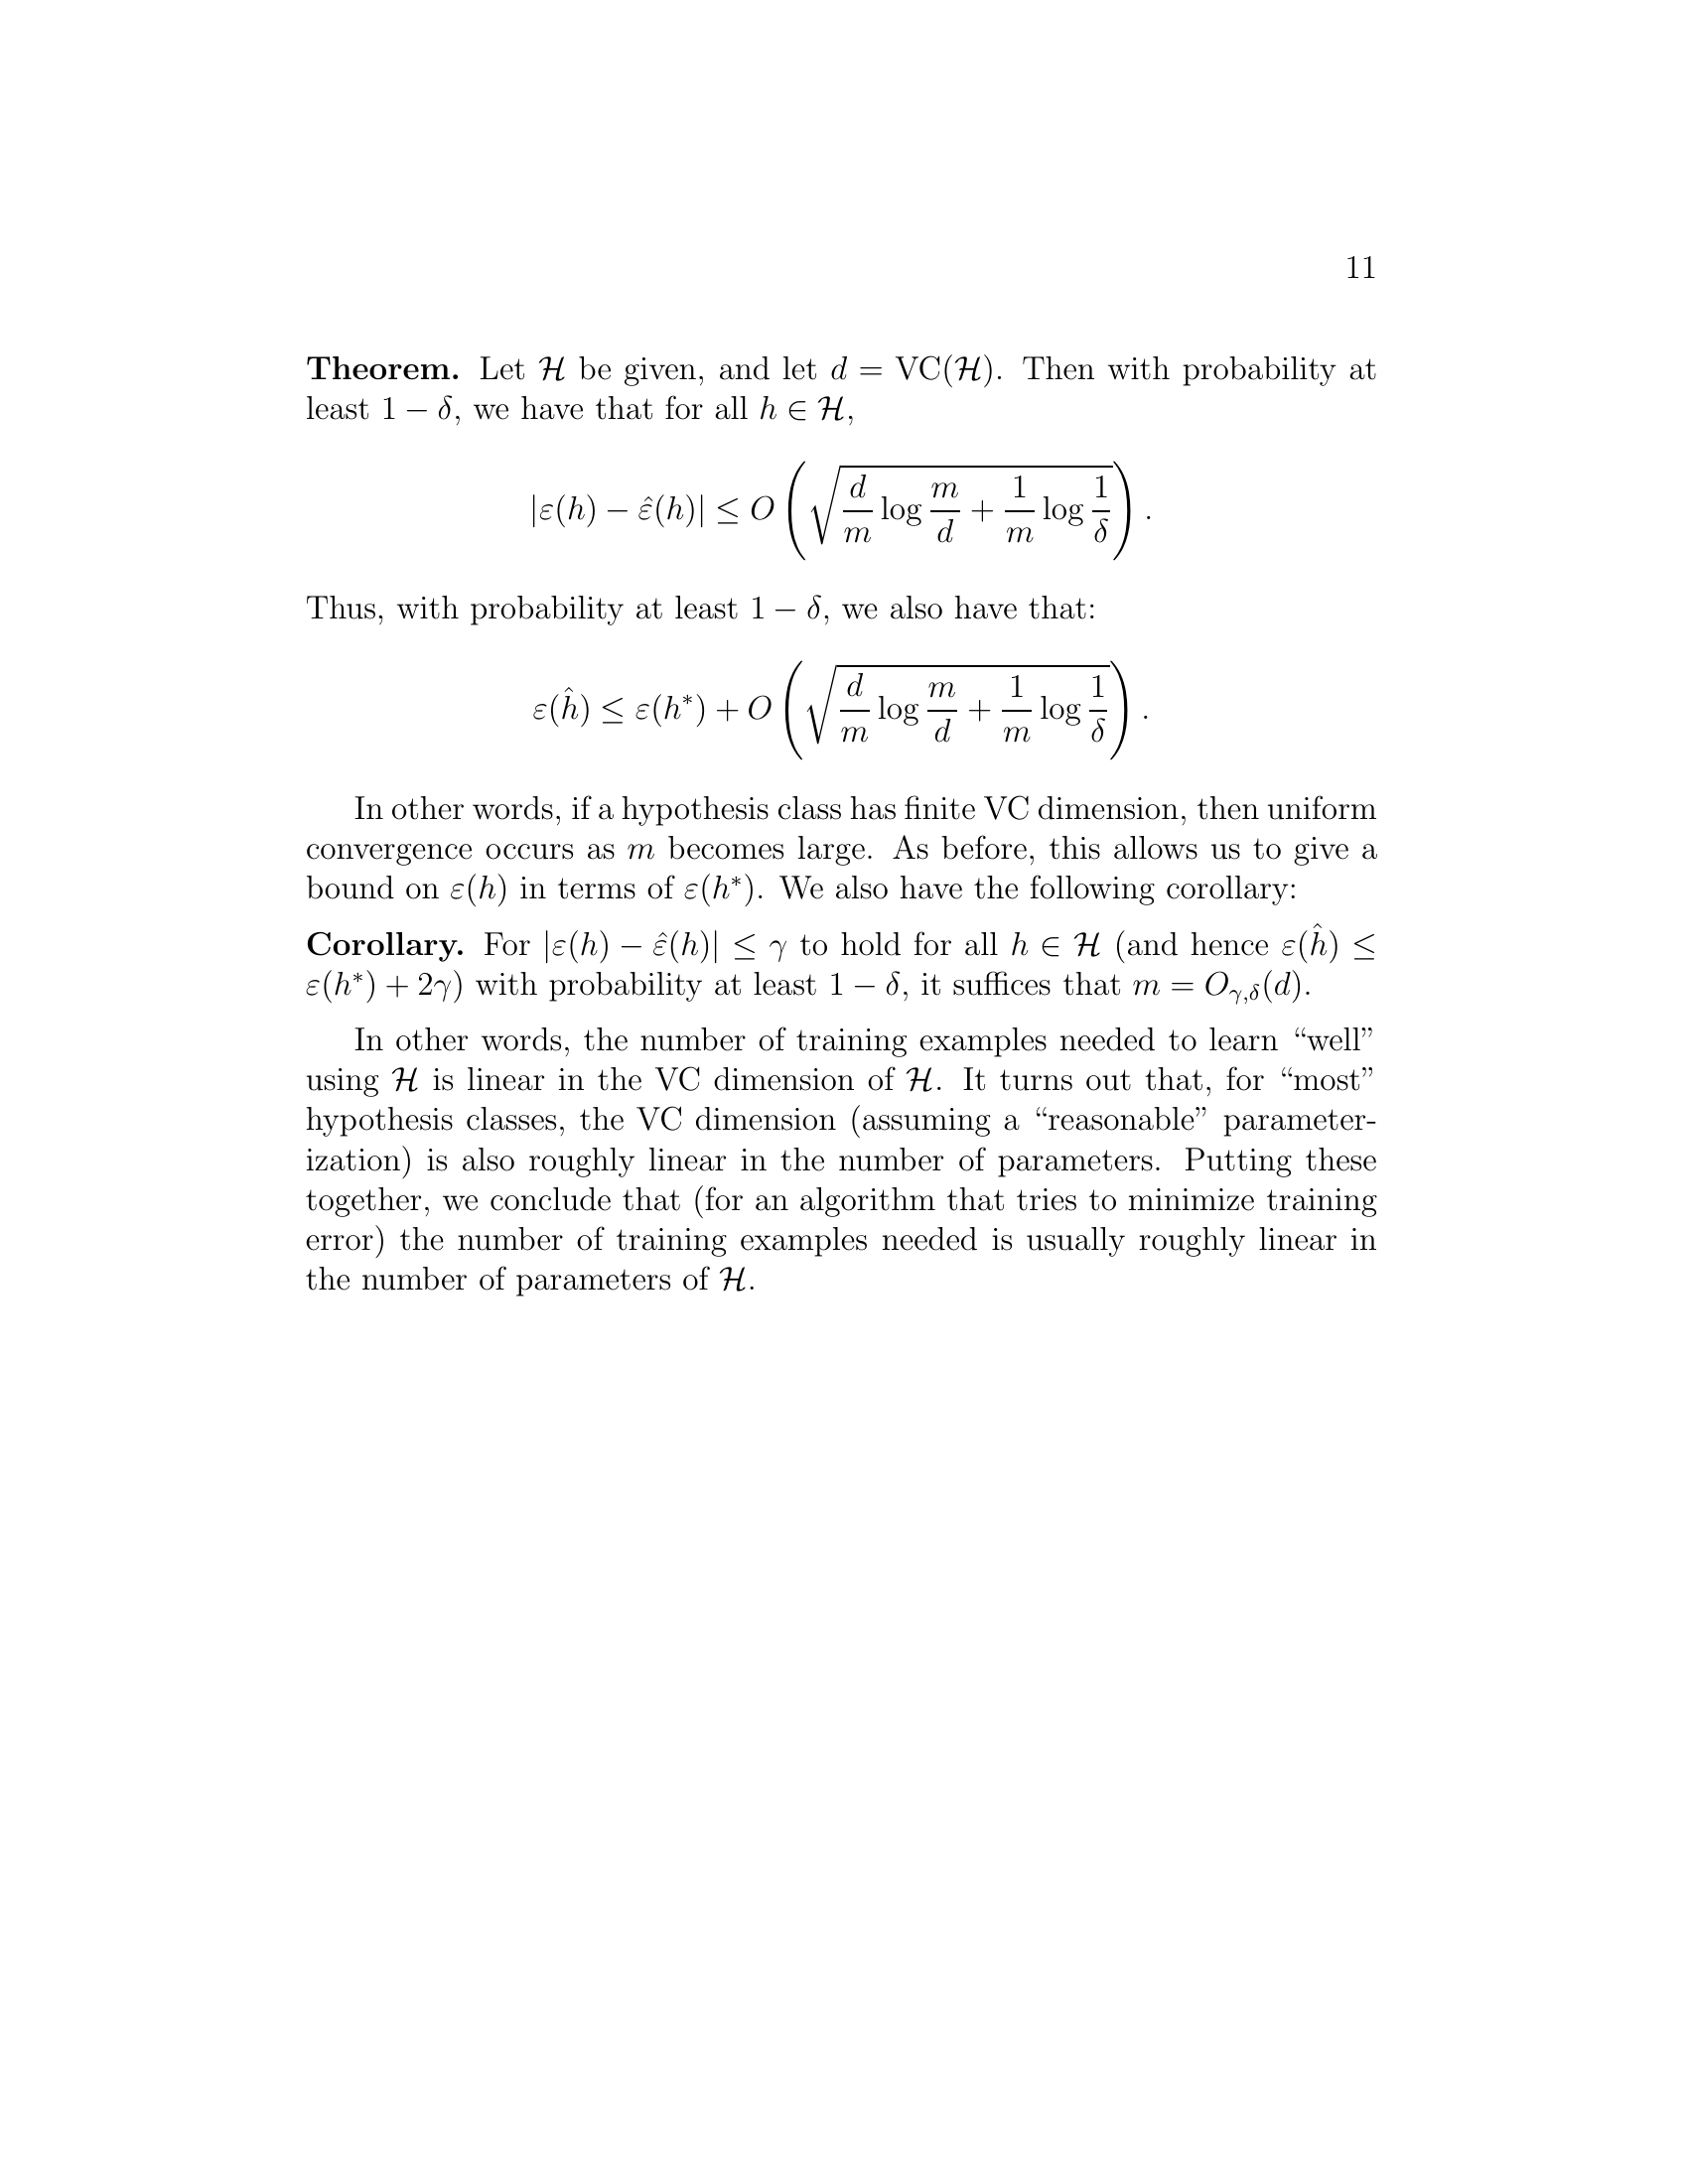 11
Theorem. Let $\mathcal{H}$ be given, and let $d = \mathrm{VC}(\mathcal{H})$. Then with probability at
least $1 - \delta$, we have that for all $h \in \mathcal{H}$,
$$|\varepsilon(h) - \hat{\varepsilon}(h)| \leq O\left(\sqrt{\frac{d}{m}\log\frac{m}{d} + \frac{1}{m}\log\frac{1}{\delta}}\right).$$
Thus, with probability at least $1 - \delta$, we also have that:
$$\varepsilon(\hat{h}) \leq \varepsilon(h^*) + O\left(\sqrt{\frac{d}{m}\log\frac{m}{d} + \frac{1}{m}\log\frac{1}{\delta}}\right).$$
In other words, if a hypothesis class has finite VC dimension, then uniform
convergence occurs as $m$ becomes large. As before, this allows us to give a
bound on $\varepsilon(h)$ in terms of $\varepsilon(h^*)$. We also have the following corollary:
Corollary. For $|\varepsilon(h) - \hat{\varepsilon}(h)| \leq \gamma$ to hold for all $h \in \mathcal{H}$ (and hence $\varepsilon(\hat{h}) \leq$
$\varepsilon(h^*) + 2\gamma$) with probability at least $1 - \delta$, it suffices that $m = O_{\gamma,\delta}(d)$.
In other words, the number of training examples needed to learn “well”
using $\mathcal{H}$ is linear in the VC dimension of $\mathcal{H}$. It turns out that, for “most”
hypothesis classes, the VC dimension (assuming a “reasonable” parameter-
ization) is also roughly linear in the number of parameters. Putting these
together, we conclude that (for an algorithm that tries to minimize training
error) the number of training examples needed is usually roughly linear in
the number of parameters of $\mathcal{H}$.